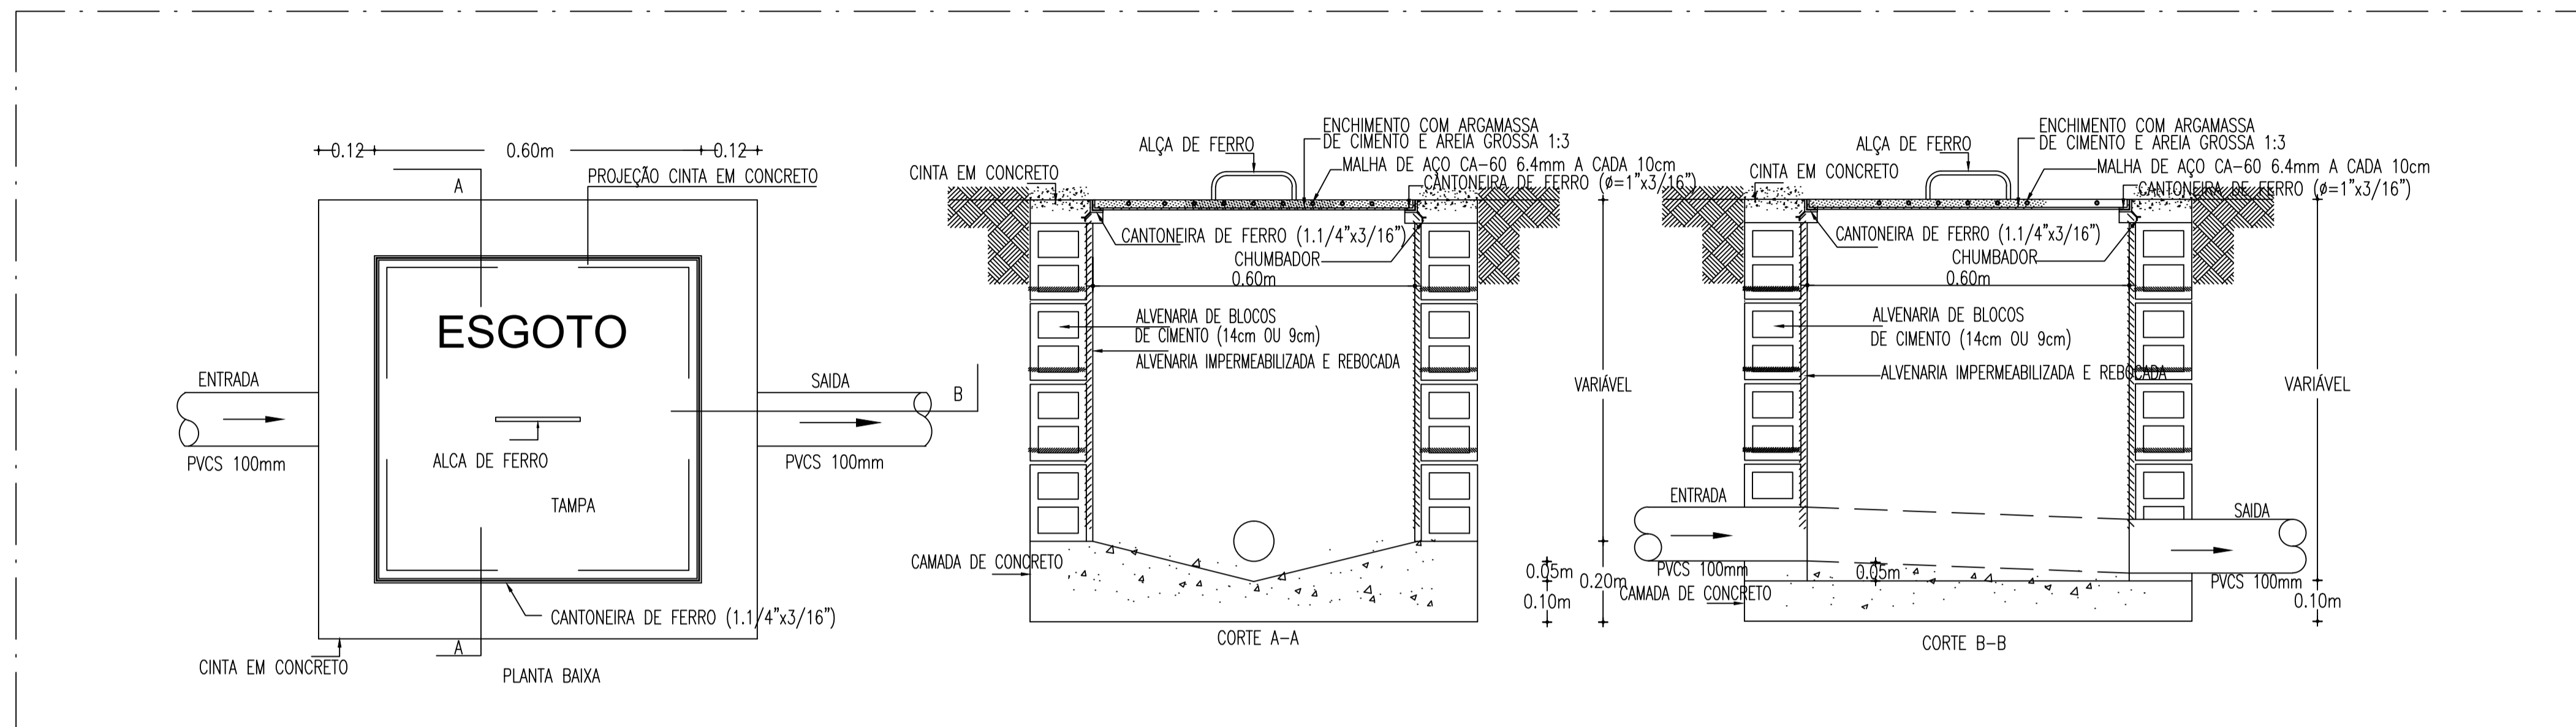 0.12
0.60m
0.12
A
PROJEÇÃO CINTA EM CONCRETO
ESGOTO
ENTRADA
SAIDA
B
PVCS 100mm
PVCS 100mm
ALCA DE FERRO
TAMPA
CANTONEIRA DE FERRO (1.1/4"x3/16")
A
CINTA EM CONCRETO
PLANTA BAIXA
ENCHIMENTO COM ARGAMASSA
DE CIMENTO E AREIA GROSSA 1:3
ALÇA DE FERRO
MALHA DE AÇO CA-60 6.4mm A CADA 10cm
CINTA EM CONCRETO
CANTONEIRA DE FERRO (ø=1"x3/16")
CANTONEIRA DE FERRO (1.1/4"x3/16")
CHUMBADOR
0.60m
ALVENARIA DE BLOCOS
DE CIMENTO (14cm OU 9cm)
ALVENARIA IMPERMEABILIZADA E REBOCADA
VARIÁVEL
CAMADA DE CONCRETO
0.05m
0.20m
0.10m
CORTE A-A
ENCHIMENTO COM ARGAMASSA
DE CIMENTO E AREIA GROSSA 1:3
ALÇA DE FERRO
MALHA DE AÇO CA-60 6.4mm A CADA 10cm
CINTA EM CONCRETO
CANTONEIRA DE FERRO (ø=1"x3/16")
CANTONEIRA DE FERRO (1.1/4"x3/16")
CHUMBADOR
0.60m
ALVENARIA DE BLOCOS
DE CIMENTO (14cm OU 9cm)
ALVENARIA IMPERMEABILIZADA E REBOCADA
VARIÁVEL
ENTRADA
SAIDA
PVCS 100mm
0.05m
PVCS 100mm
CAMADA DE CONCRETO
0.10m
CORTE B-B